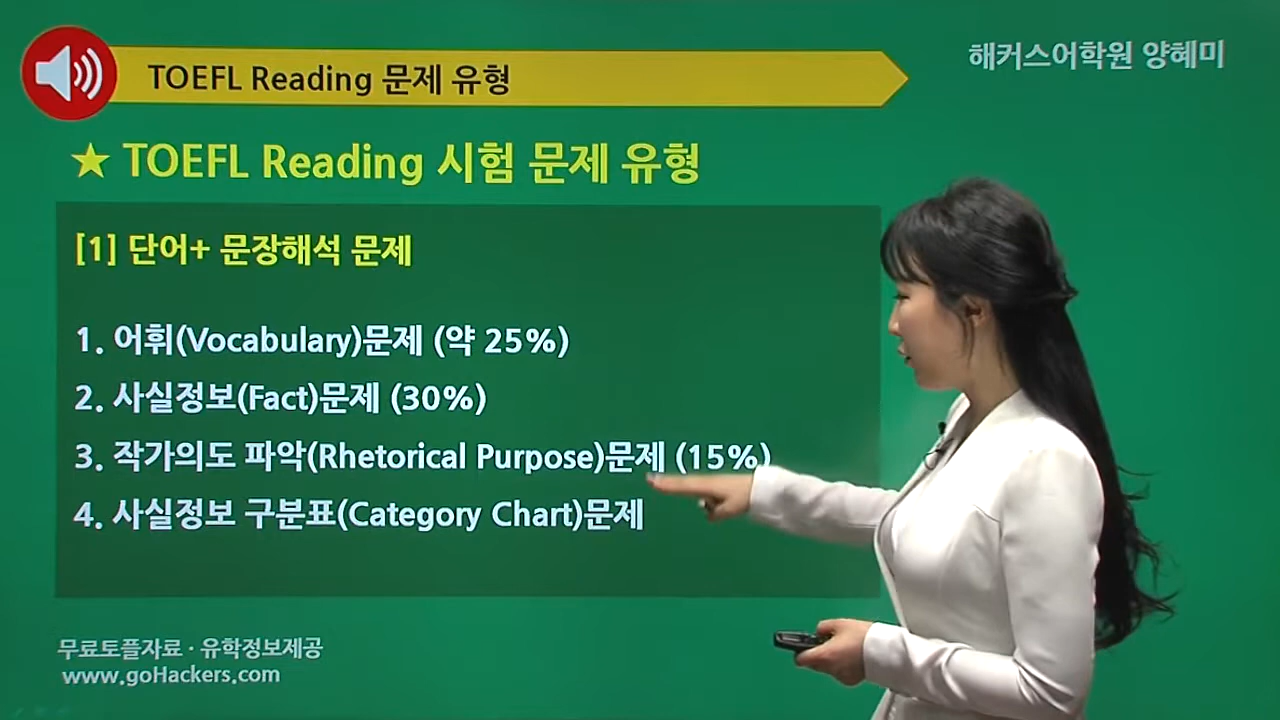 TOEFL Reading 문제 유형
해커스어학원 양혜미
★ TOEFL Reading 시험 문제 유형
[1] 단어+ 문장해석 문제
1. 어휘(Vocabulary)문제 (약 25%)
2. 사실정보(Fact)문제 (30%)
3. 작가의도 파악(Rhetorical Purpose)문제 (15%)
4. 사실정보 구분표(Category Chart)문제
무료토플자료 · 유학정보제공
www.goHackers.com